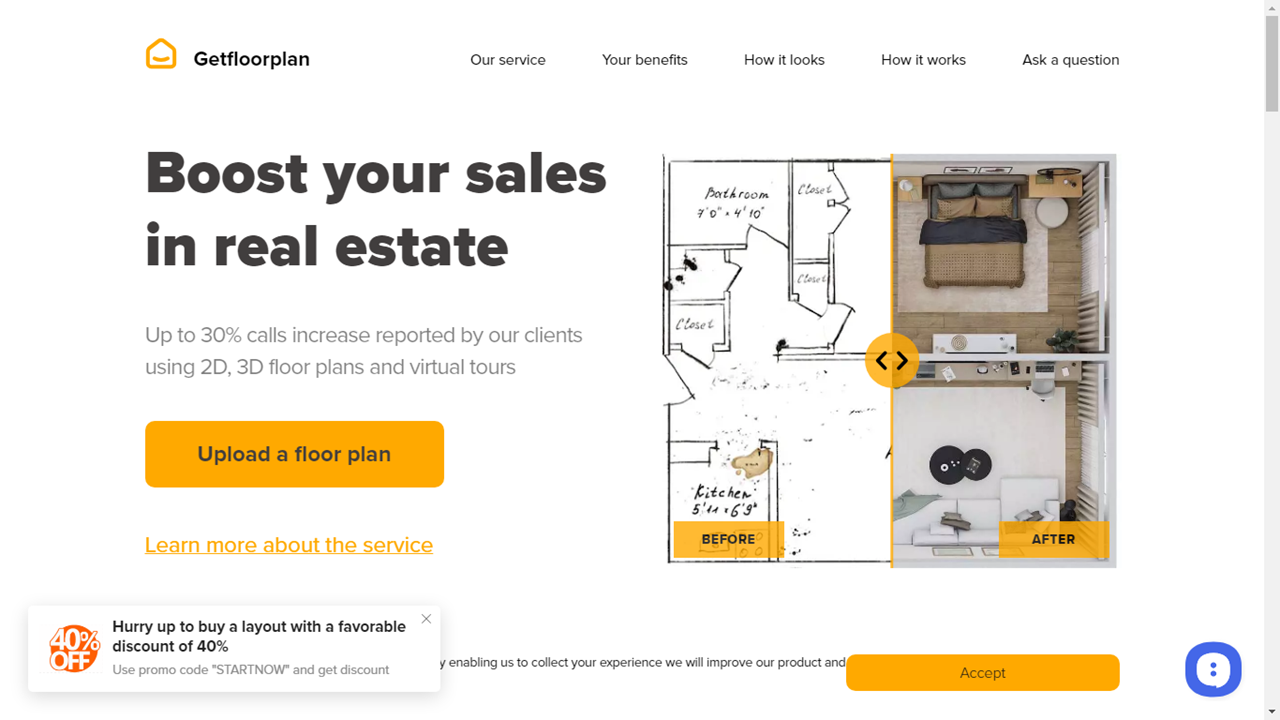 Getfloorplan
Our service
Your benefits
How it looks
How it works
Ask a question
Boost your sales
in real estate
Up to 30% calls increase reported by our clients
using 2D, 3D floor plans and virtual tours
Upload a floor plan
Learn more about the service
Bathroom
7'0" x 4'10"
Closet
Closet
Closet
Kitchen
5'11 x 6'9"
BEFORE
AFTER
40%
OFF
Hurry up to buy a layout with a favorable
discount of 40%
Use promo code "STARTNOW" and get discount
enabling us to collect your experience we will improve our product and
Accept